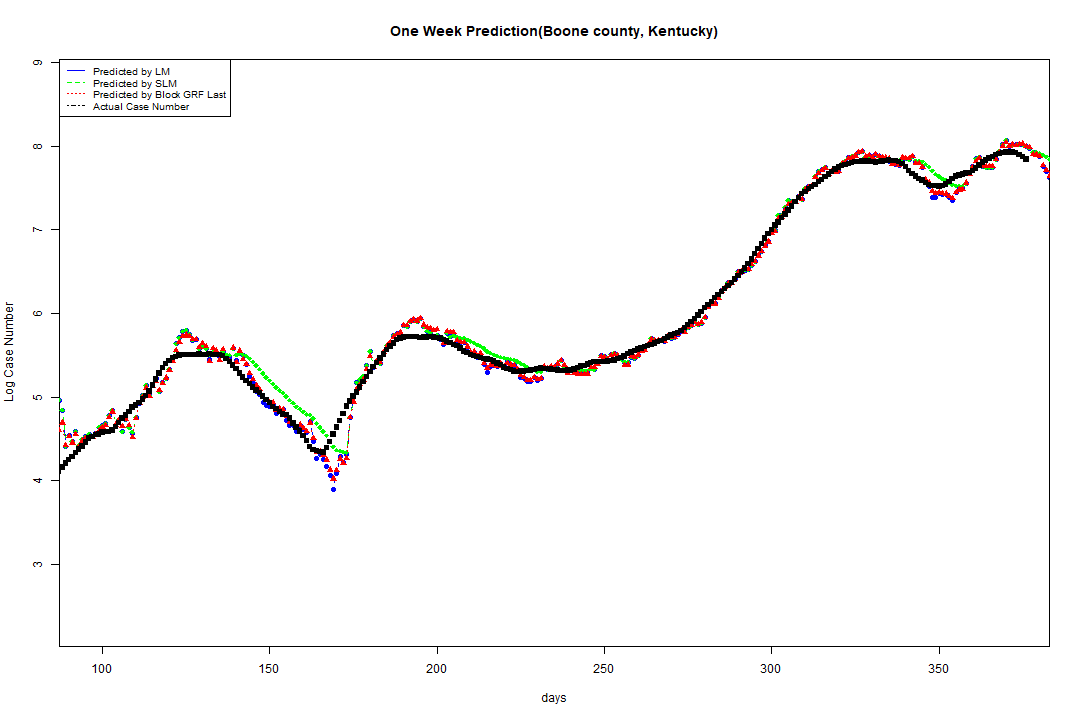 One Week Prediction(Boone county, Kentucky)
Predicted by LM
Predicted by SLM
Predicted by Block GRF Last
Actual Case Number
9
8
7
6
5
4
3
Log Case Number
100 150 200 250 300 350
days